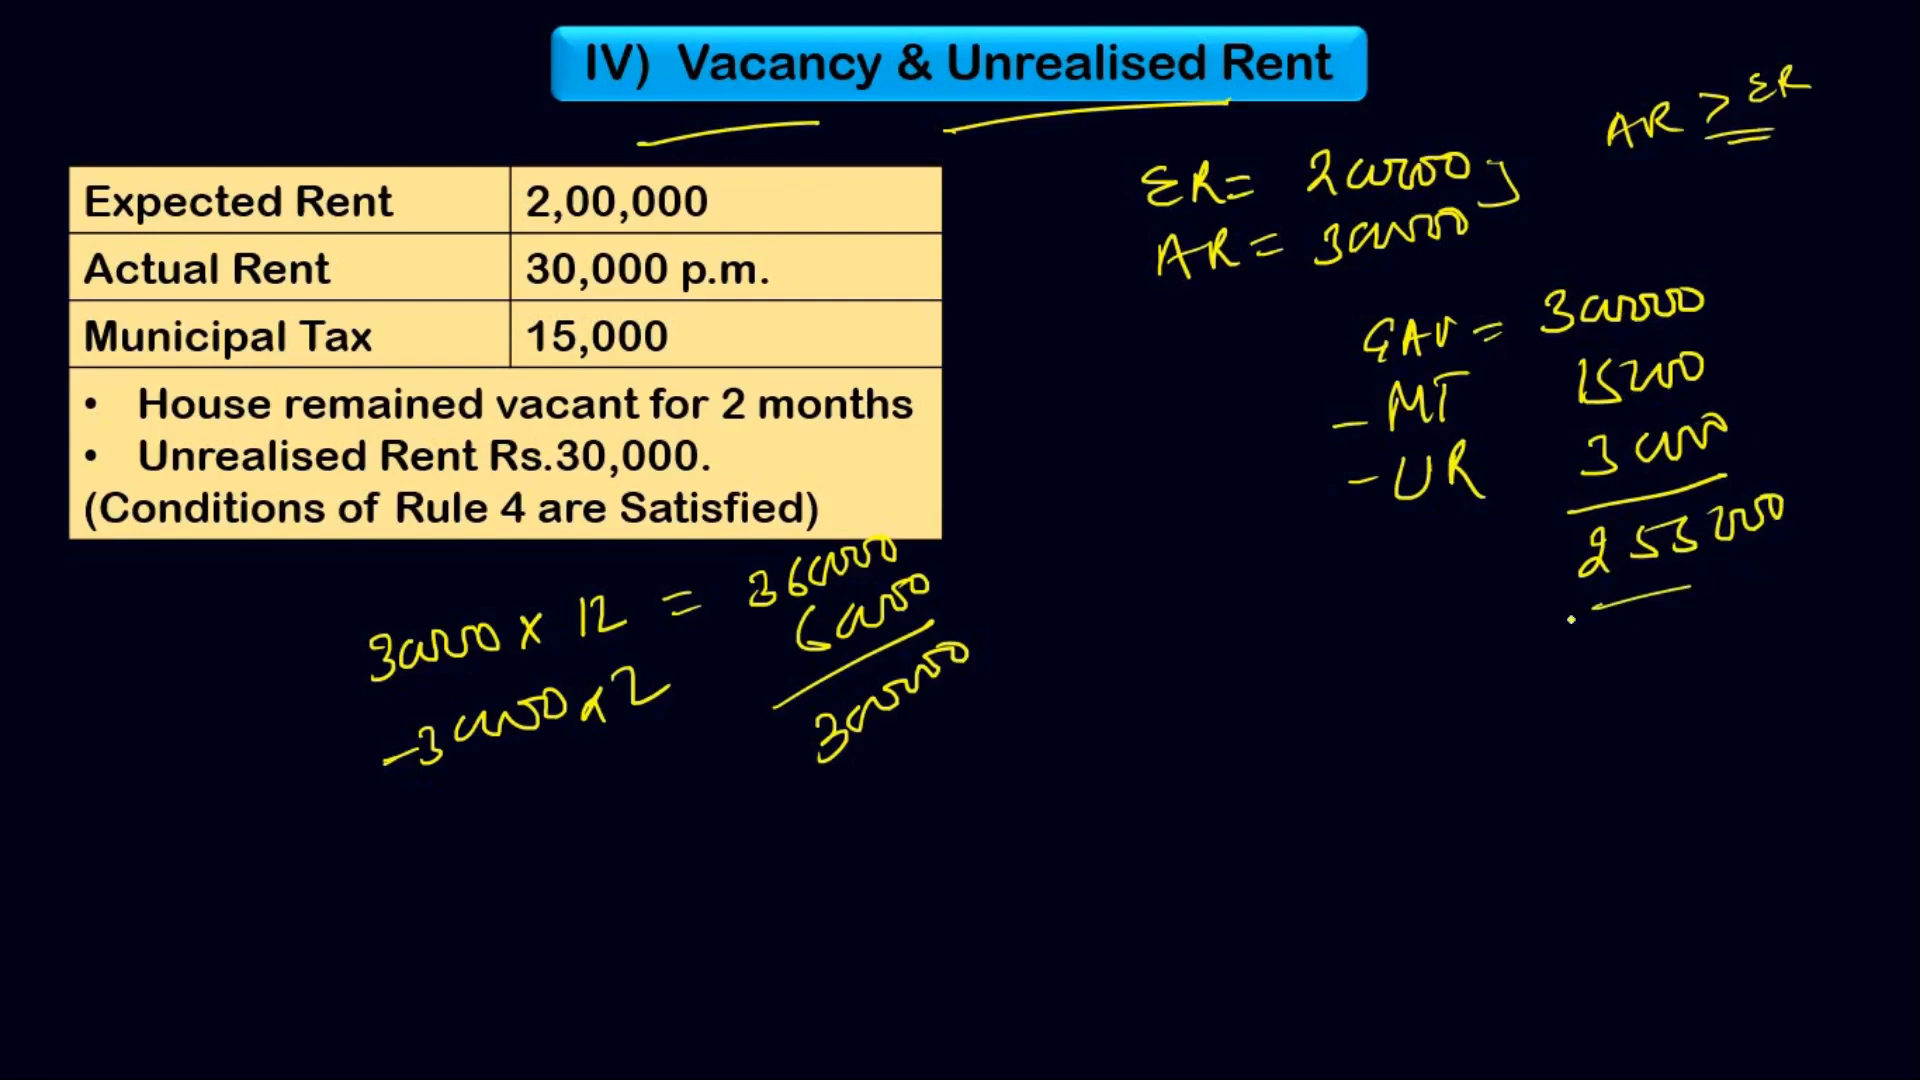 IV) Vacancy & Unrealised Rent
AR > ER
Expected Rent 2,00,000
Actual Rent 30,000 p.m.
Municipal Tax 15,000
• House remained vacant for 2 months
• Unrealised Rent Rs.30,000.
(Conditions of Rule 4 are Satisfied)
ER = 200000
AR = 300000
GAV = 300000
- MT 15000
- UR 30000
255000
30000 x 12 = 360000
- 30000 x 2 60000
300000